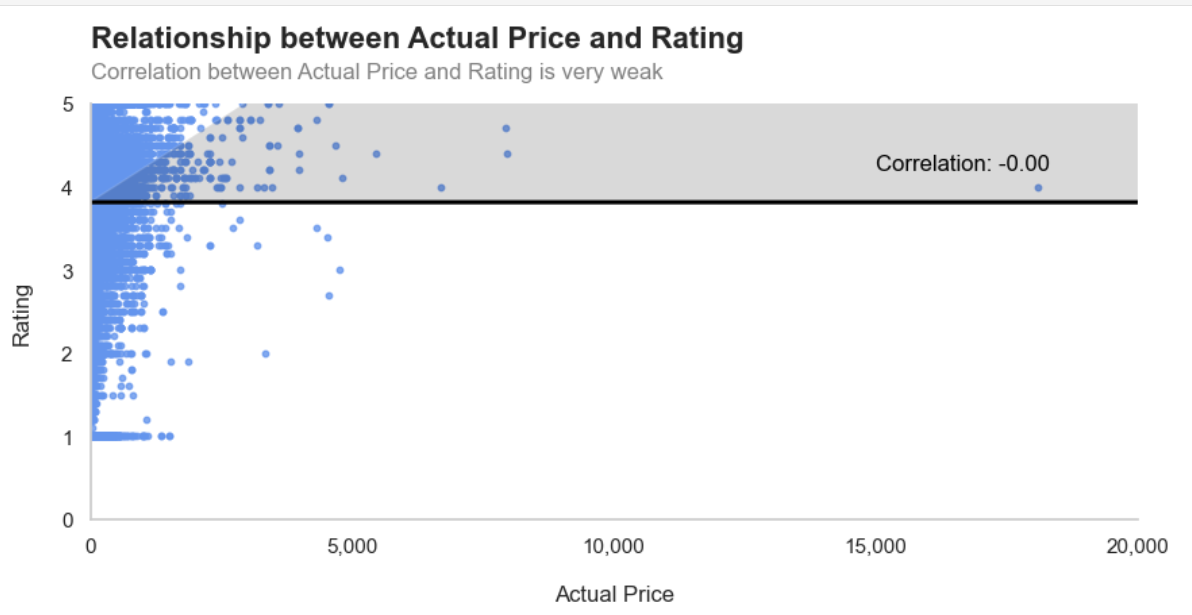 Relationship between Actual Price and Rating
Correlation between Actual Price and Rating is very weak
5
4
3
2
1
0
Rating
Correlation: -0.00
0 5,000 10,000 15,000 20,000
Actual Price